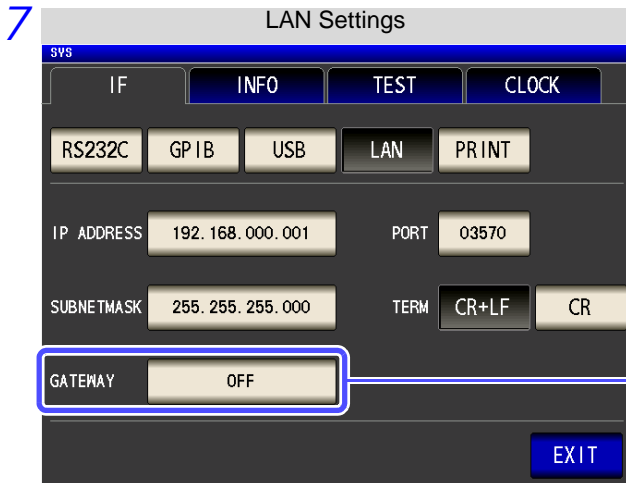 7
LAN Settings
SYS
IF INFO TEST CLOCK
RS232C GPIB USB LAN PRINT
IP ADDRESS 192.168.000.001 PORT 03570
SUBNETMASK 255.255.255.000 TERM CR+LF CR
GATEWAY OFF
EXIT